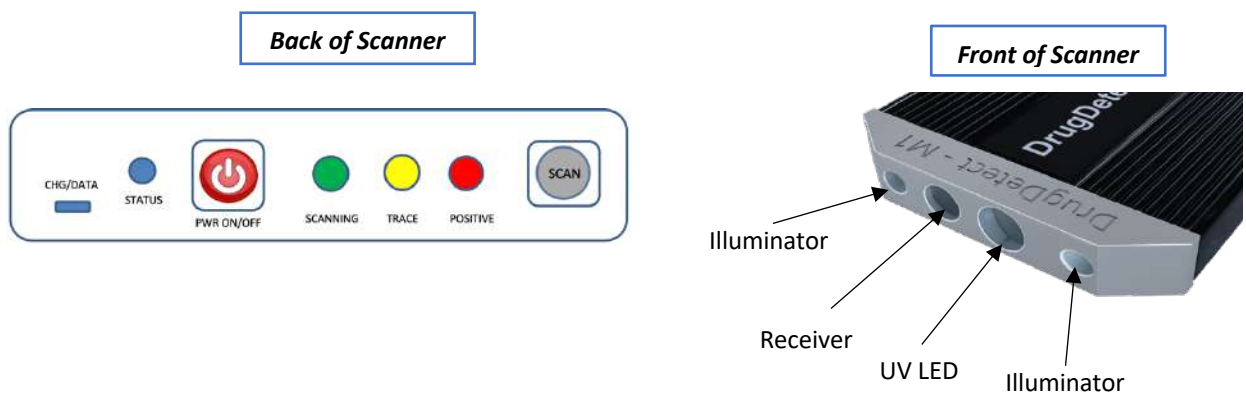 Back of Scanner
Front of Scanner
CHG/DATA
STATUS
PWR ON/OFF
SCANNING
TRACE
POSITIVE
SCAN
DrugDete
DrugDetect - M1
Illuminator
Receiver
UV LED
Illuminator